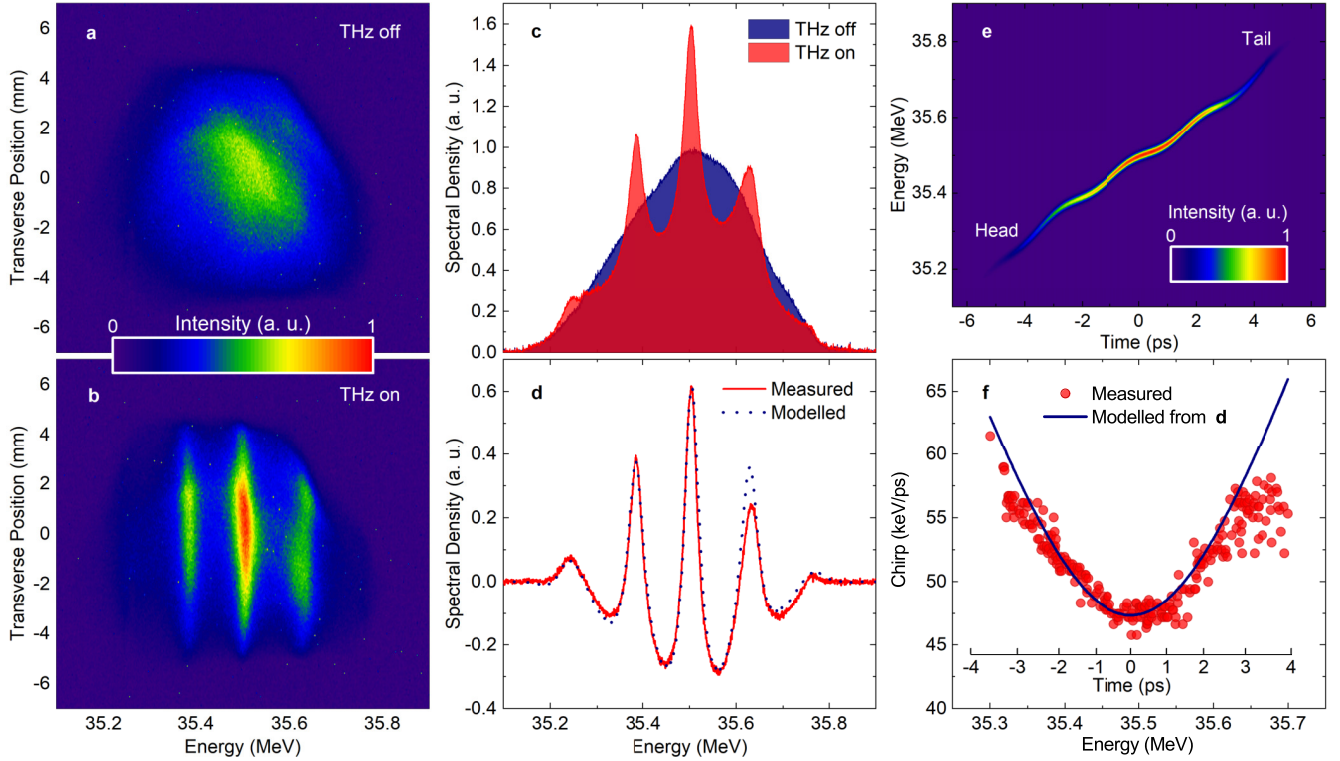 a
THz off
6
4
2
0
-2
-4
-6
Transverse Position (mm)
0 Intensity (a. u.) 1
b
THz on
6
4
2
0
-2
-4
-6
Transverse Position (mm)
35.2 35.4 35.6 35.8
Energy (MeV)
c
THz off
THz on
1.6
1.4
1.2
1.0
0.8
0.6
0.4
0.2
0.0
Spectral Density (a. u.)
d
Measured
Modelled
0.6
0.4
0.2
0.0
-0.2
-0.4
Spectral Density (a. u.)
35.2 35.4 35.6 35.8
Energy (MeV)
e
Tail
Head
35.8
35.6
35.4
35.2
Energy (MeV)
Intensity (a. u.)
0 1
-6 -4 -2 0 2 4 6
Time (ps)
f
Measured
Modelled from d
65
60
55
50
45
40
Chirp (keV/ps)
-4 -3 -2 -1 0 1 2 3 4
Time (ps)
35.3 35.4 35.5 35.6 35.7
Energy (MeV)